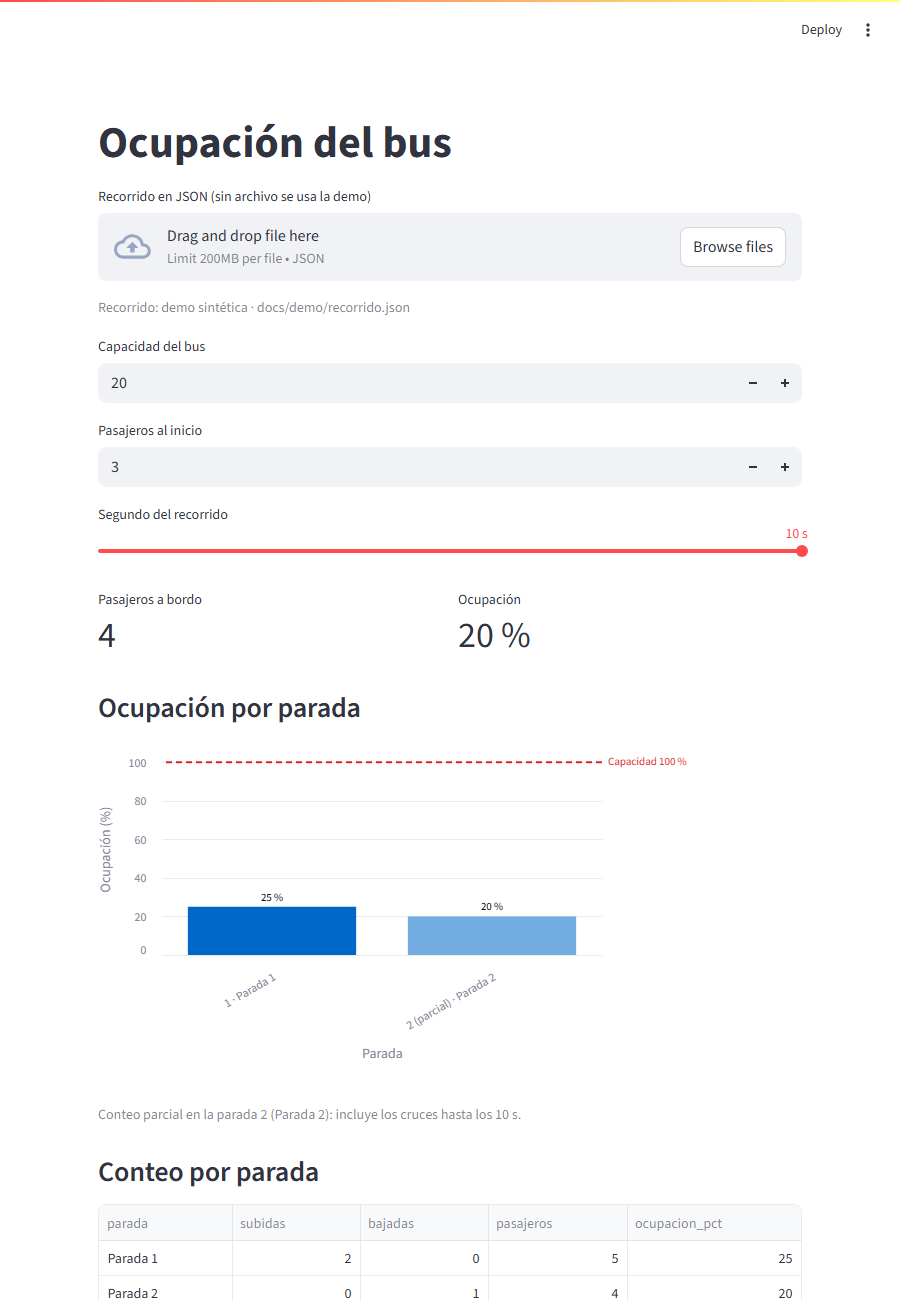 Deploy
Ocupación del bus
Recorrido en JSON (sin archivo se usa la demo)
Drag and drop file here
Limit 200MB per file • JSON
Browse files
Recorrido: demo sintética · docs/demo/recorrido.json
Capacidad del bus
20
Pasajeros al inicio
3
Segundo del recorrido
10 s
Pasajeros a bordo
4
Ocupación
20 %
Ocupación por parada
Ocupación (%)
100
80
60
40
20
0
Capacidad 100 %
25 %
20 %
1 · Parada 1
2 (parcial) · Parada 2
Parada
Conteo parcial en la parada 2 (Parada 2): incluye los cruces hasta los 10 s.
Conteo por parada
parada subidas bajadas pasajeros ocupacion_pct
Parada 1 2 0 5 25
Parada 2 0 1 4 20